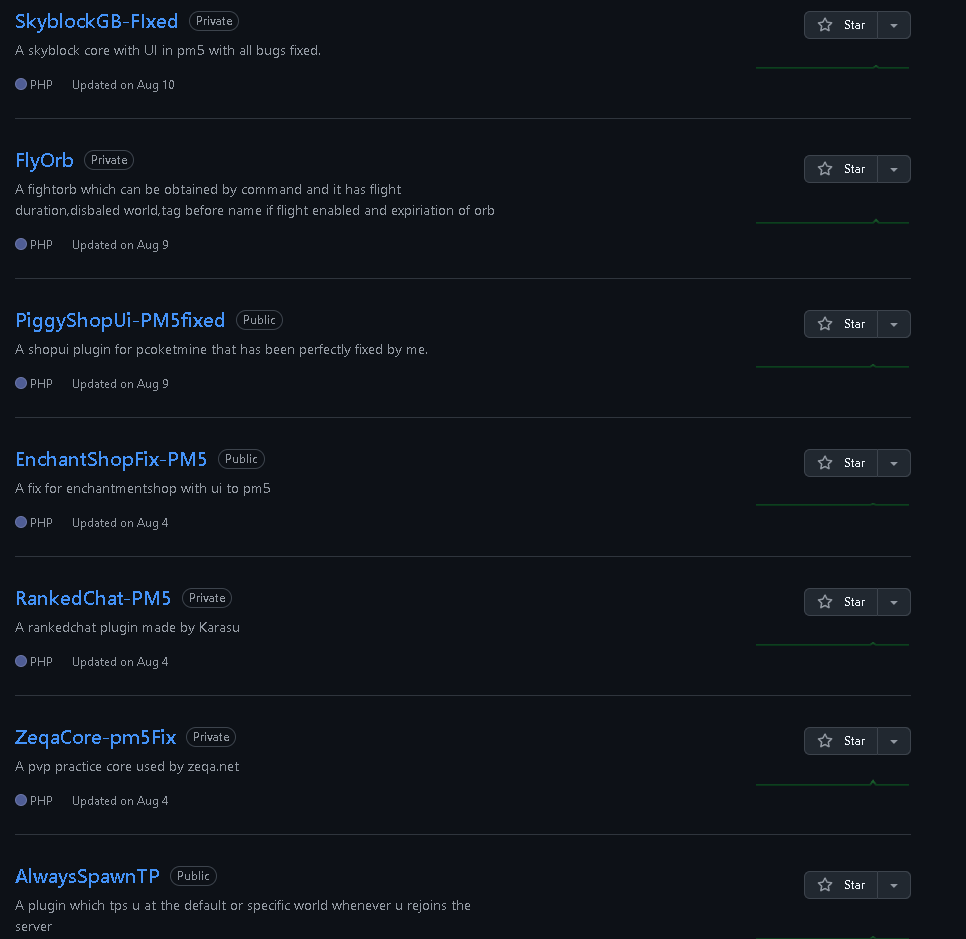 SkyblockGB-FIxed Private
Star
A skyblock core with UI in pm5 with all bugs fixed.
PHP Updated on Aug 10
FlyOrb Private
Star
A fightorb which can be obtained by command and it has flight
duration,disbaled world,tag before name if flight enabled and expiriation of orb
PHP Updated on Aug 9
PiggyShopUi-PM5fixed Public
Star
A shopui plugin for pcoketmine that has been perfectly fixed by me.
PHP Updated on Aug 9
EnchantShopFix-PM5 Public
Star
A fix for enchantmentshop with ui to pm5
PHP Updated on Aug 4
RankedChat-PM5 Private
Star
A rankedchat plugin made by Karasu
PHP Updated on Aug 4
ZeqaCore-pm5Fix Private
Star
A pvp practice core used by zeqa.net
PHP Updated on Aug 4
AlwaysSpawnTP Public
Star
A plugin which tps u at the default or specific world whenever u rejoins the
server